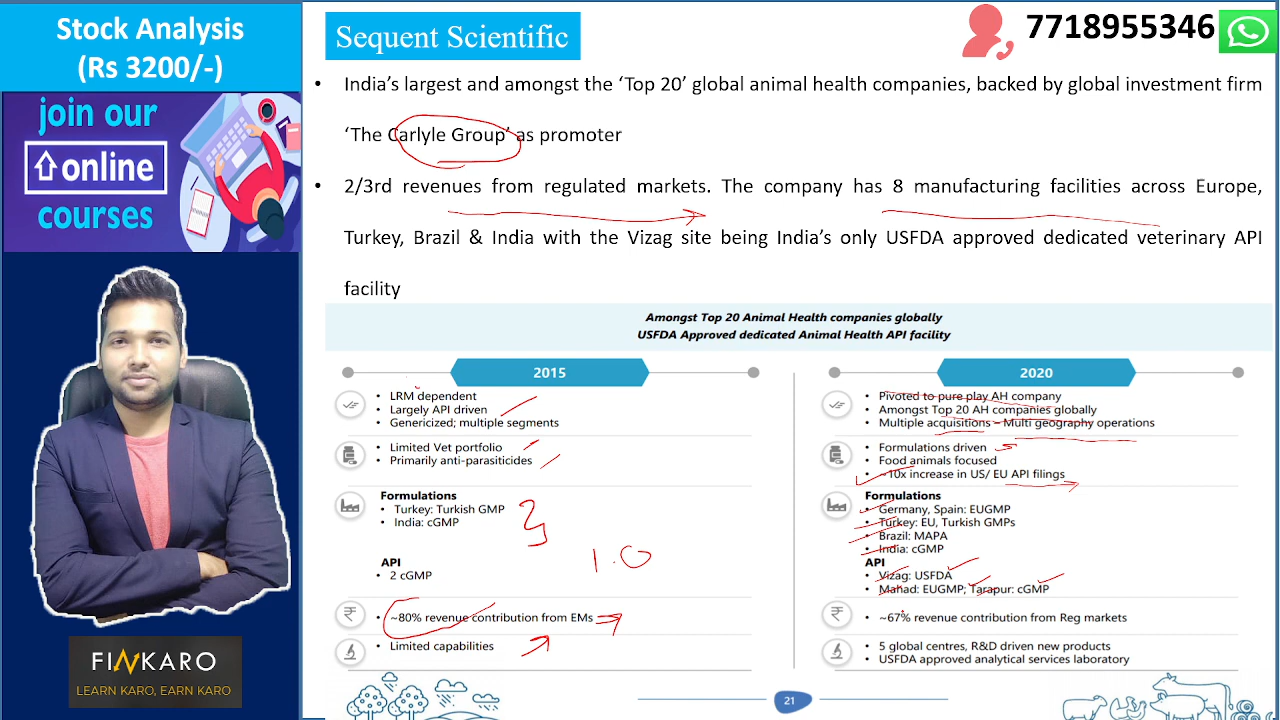 Stock Analysis
(Rs 3200/-)
join our
online
courses
FINKARO
LEARN KARO, EARN KARO
Sequent Scientific
7718955346
• India’s largest and amongst the ‘Top 20’ global animal health companies, backed by global investment firm
‘The Carlyle Group’ as promoter
• 2/3rd revenues from regulated markets. The company has 8 manufacturing facilities across Europe,
Turkey, Brazil & India with the Vizag site being India’s only USFDA approved dedicated veterinary API
facility
Amongst Top 20 Animal Health companies globally
USFDA Approved dedicated Animal Health API facility
2015
• LRM dependent
• Largely API driven
• Genericized; multiple segments
• Limited Vet portfolio
• Primarily anti-parasiticides
Formulations
• Turkey: Turkish GMP
• India: cGMP
1.0
API
• 2 cGMP
• ~80% revenue contribution from EMs
• Limited capabilities
2020
• Pivoted to pure play AH company
• Amongst Top 20 AH companies globally
• Multiple acquisitions – Multi geography operations
• Formulations driven
• Food animals focused
• ~10x increase in US/ EU API filings
Formulations
• Germany, Spain: EUGMP
• Turkey: EU, Turkish GMPs
• Brazil: MAPA
• India: cGMP
API
• Vizag: USFDA
• Mahad: EUGMP; Tarapur: cGMP
• ~67% revenue contribution from Reg markets
• 5 global centres, R&D driven new products
• USFDA approved analytical services laboratory
21